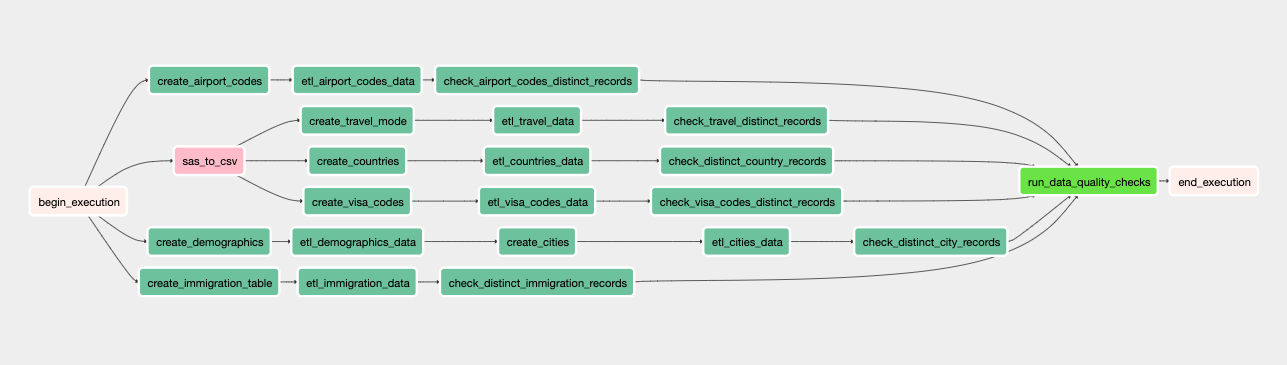 create_airport_codes
etl_airport_codes_data
check_airport_codes_distinct_records
create_travel_mode
etl_travel_data
check_travel_distinct_records
sas_to_csv
create_countries
etl_countries_data
check_distinct_country_records
run_data_quality_checks
end_execution
begin_execution
create_visa_codes
etl_visa_codes_data
check_visa_codes_distinct_records
create_demographics
etl_demographics_data
create_cities
etl_cities_data
check_distinct_city_records
create_immigration_table
etl_immigration_data
check_distinct_immigration_records